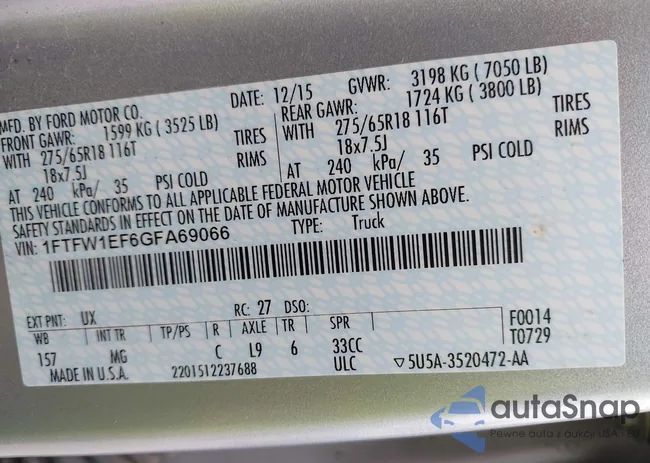 MFD. BY FORD MOTOR CO. DATE: 12/15 GVWR: 3198 KG ( 7050 LB)
FRONT GAWR: 1599 KG ( 3525 LB) REAR GAWR: 1724 KG ( 3800 LB)
WITH 275/65R18 116T TIRES WITH 275/65R18 116T TIRES
18x7.5J RIMS 18x7.5J RIMS
AT 240 kPa/ 35 PSI COLD AT 240 kPa/ 35 PSI COLD
THIS VEHICLE CONFORMS TO ALL APPLICABLE FEDERAL MOTOR VEHICLE
SAFETY STANDARDS IN EFFECT ON THE DATE OF MANUFACTURE SHOWN ABOVE.
VIN: 1FTFW1EF6GFA69066 TYPE: Truck
EXT PNT: UX RC: 27 DSO: F0014
WB INT TR TP/PS R AXLE TR SPR T0729
157 MG C L9 6 33CC
MADE IN U.S.A. 2201512237688 ULC ▽5U5A-3520472-AA
autaSnap
Pewne auta z aukcji USA - EU